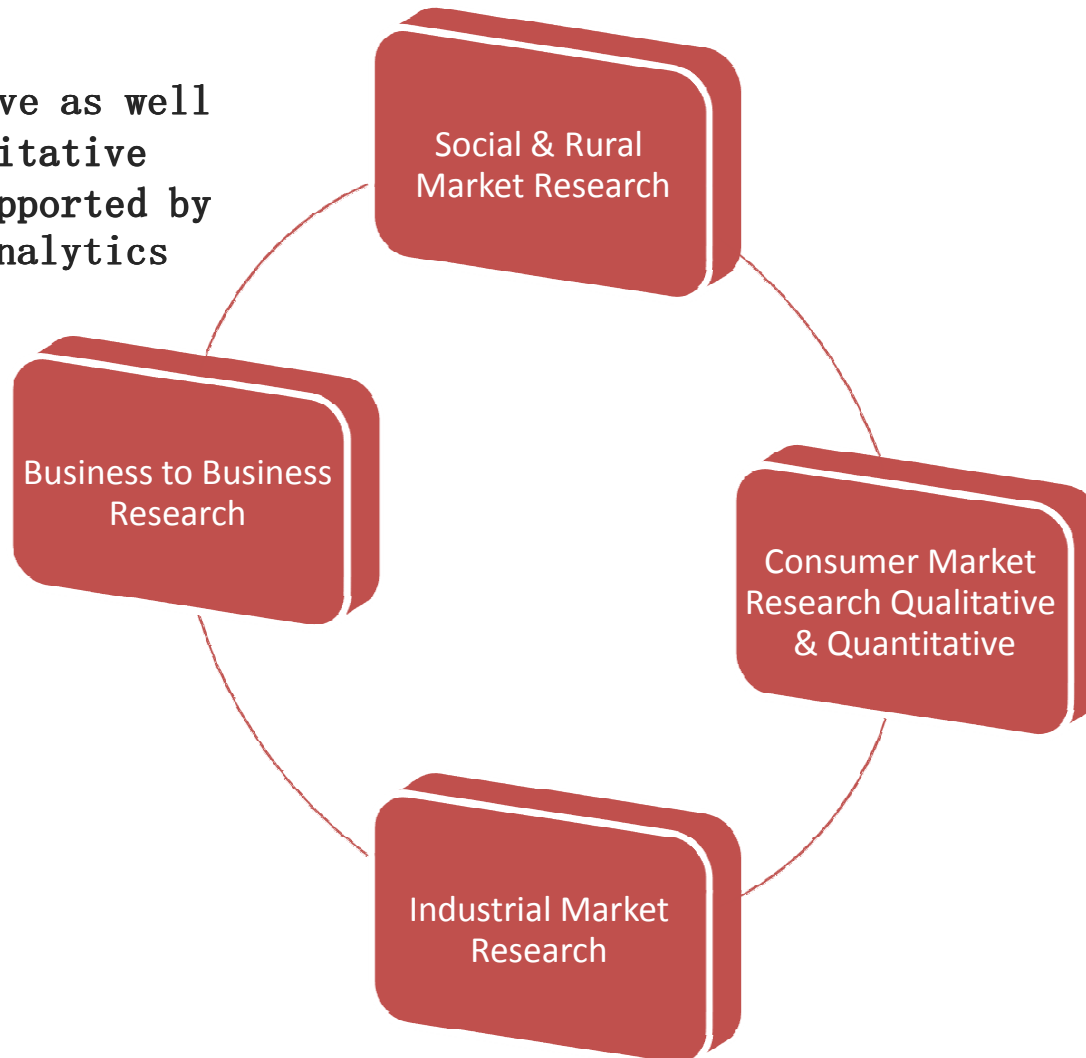 ve as well
itative
pported by
nalytics
Social & Rural
Market Research
Business to Business
Research
Consumer Market
Research Qualitative
& Quantitative
Industrial Market
Research